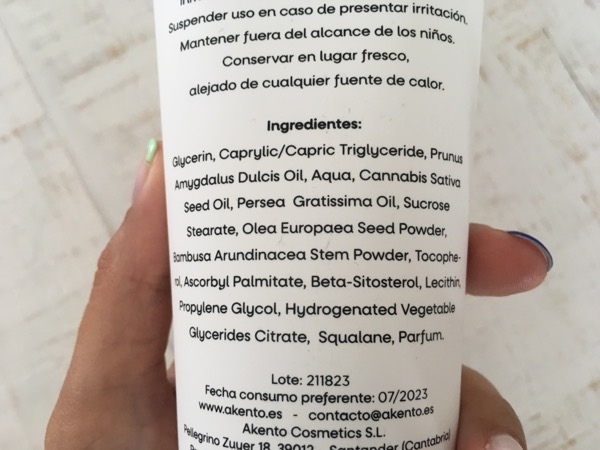 Suspender uso en caso de presentar irritación.
Mantener fuera del alcance de los niños.
Conservar en lugar fresco,
alejado de cualquier fuente de calor.
Ingredientes:
Glycerin, Caprylic/Capric Triglyceride, Prunus
Amygdalus Dulcis Oil, Aqua, Cannabis Sativa
Seed Oil, Persea Gratissima Oil, Sucrose
Stearate, Olea Europaea Seed Powder,
Bambusa Arundinacea Stem Powder, Tocophe-
rol, Ascorbyl Palmitate, Beta-Sitosterol, Lecithin,
Propylene Glycol, Hydrogenated Vegetable
Glycerides Citrate, Squalane, Parfum.
Lote: 211823
Fecha consumo preferente: 07/2023
www.akento.es - contacto@akento.es
Akento Cosmetics S.L.
Pellegrino Zuyer 18, 39012 - Santander (Cantabria)